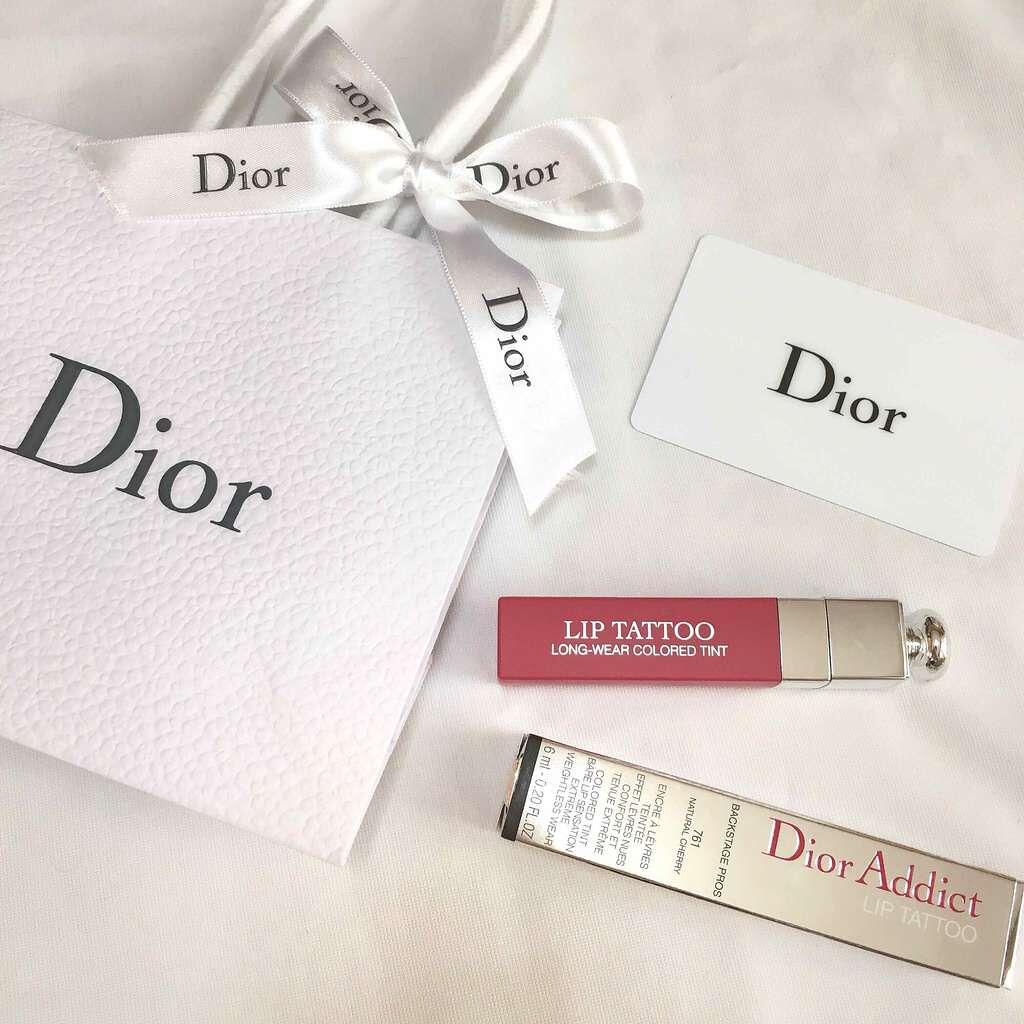 Dior
Dior
Dior
Dior
Dior
Dior
LIP TATTOO
LONG-WEAR COLORED TINT
Dior Addict
LIP TATTOO
BACKSTAGE PROS
761
NATURAL CHERRY
ENCRE À LÈVRES
TEINTÉE
EFFET LÈVRES NUES
CONFORT ET
TENUE EXTRÊME
COLORED TINT
BARE LIP SENSATION
EXTREME
WEIGHTLESS WEAR
6 ml - 0.20 FL.OZ